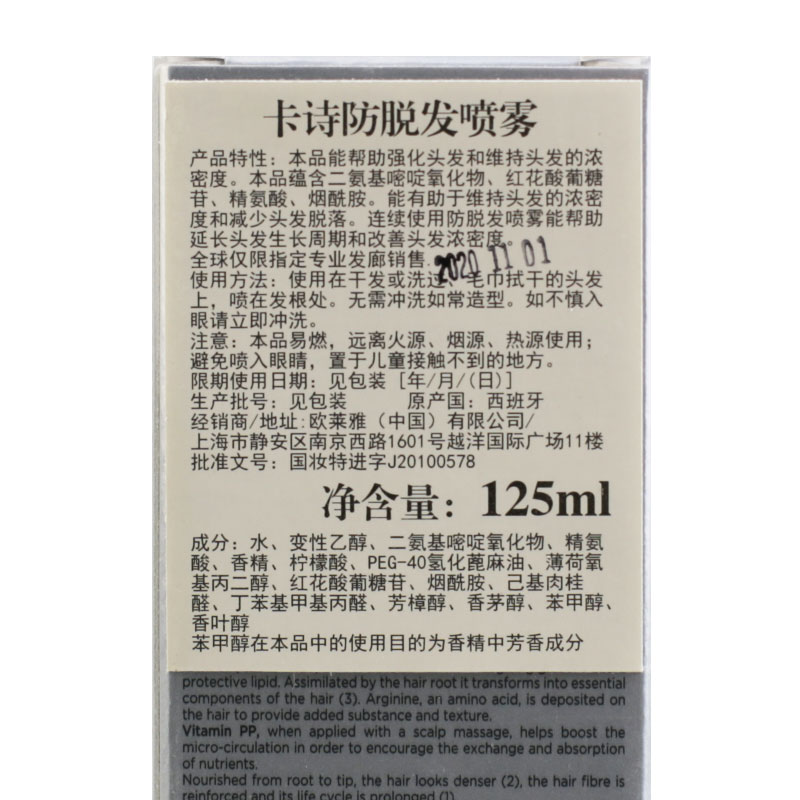 卡诗防脱发喷雾
产品特性：本品能帮助强化头发和维持头发的浓
密度。本品蕴含二氨基嘧啶氧化物、红花酸葡糖
苷、精氨酸、烟酰胺。能有助于维持头发的浓密
度和减少头发脱落。连续使用防脱发喷雾能帮助
延长头发生长周期和改善头发浓密度。
全球仅限指定专业发廊销售
2020 11 01
使用方法：使用在干发或洗过、毛巾拭干的头发
上，喷在发根处。无需冲洗如常造型。如不慎入
眼请立即冲洗。
注意：本品易燃，远离火源、烟源、热源使用；
避免喷入眼睛，置于儿童接触不到的地方。
限期使用日期：见包装 [年/月/(日)]
生产批号：见包装 原产国：西班牙
经销商/地址:欧莱雅（中国）有限公司/
上海市静安区南京西路1601号越洋国际广场11楼
批准文号：国妆特进字J20100578
净含量：125ml
成分：水、变性乙醇、二氨基嘧啶氧化物、精氨
酸、香精、柠檬酸、PEG-40氢化蓖麻油、薄荷氧
基丙二醇、红花酸葡糖苷、烟酰胺、己基肉桂
醛、丁苯基甲基丙醛、芳樟醇、香茅醇、苯甲醇、
香叶醇
苯甲醇在本品中的使用目的为香精中芳香成分
protective lipid. Assimilated by the hair root it transforms into essential
components of the hair (3). Arginine, an amino acid, is deposited on
the hair to provide added substance and texture.
Vitamin PP, when applied with a scalp massage, helps boost the
micro-circulation in order to encourage the exchange and absorption
of nutrients.
Nourished from root to tip, the hair looks denser (2), the hair fibre is
reinforced and its life cycle is prolonged (1).